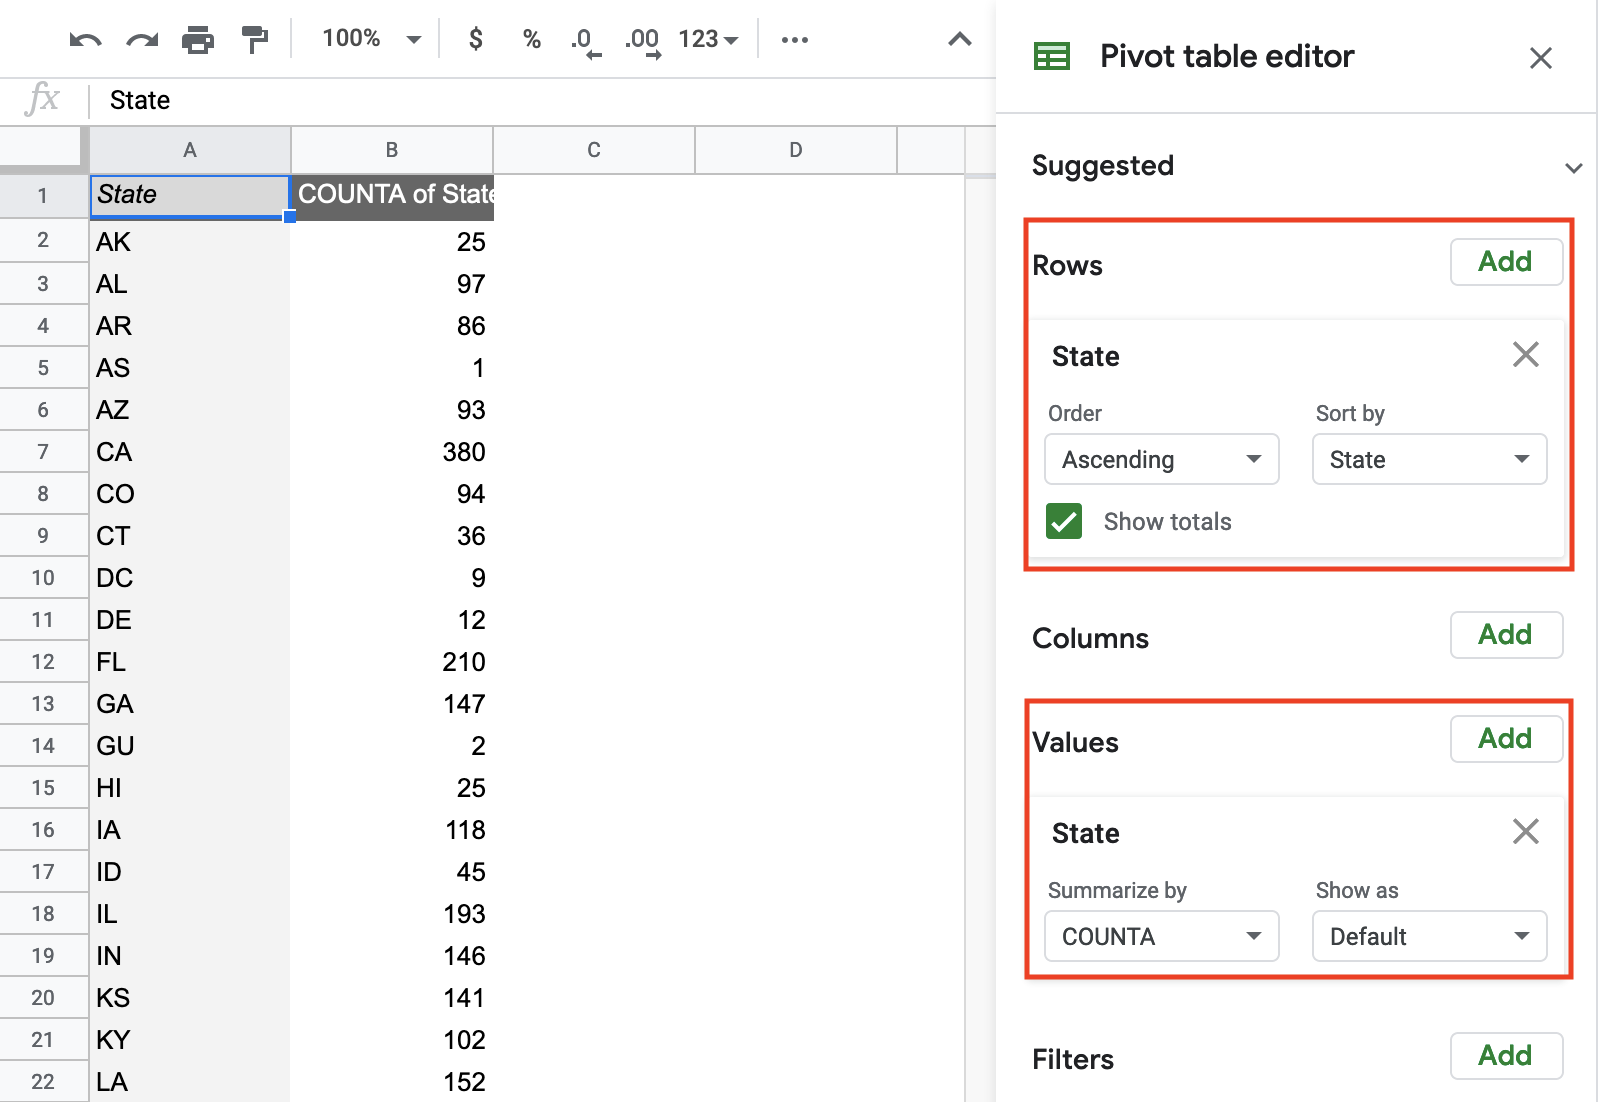 100%
$
%
.0
.00
123
Pivot table editor
fx
State
A
B
C
D
Suggested
1
State
COUNTA of State
2
AK
25
3
AL
97
4
AR
86
5
AS
1
6
AZ
93
7
CA
380
8
CO
94
9
CT
36
10
DC
9
11
DE
12
12
FL
210
13
GA
147
14
GU
2
15
HI
25
16
IA
118
17
ID
45
18
IL
193
19
IN
146
20
KS
141
21
KY
102
22
LA
152
Rows
Add
State
Order
Sort by
Ascending
State
Show totals
Columns
Add
Values
Add
State
Summarize by
Show as
COUNTA
Default
Filters
Add